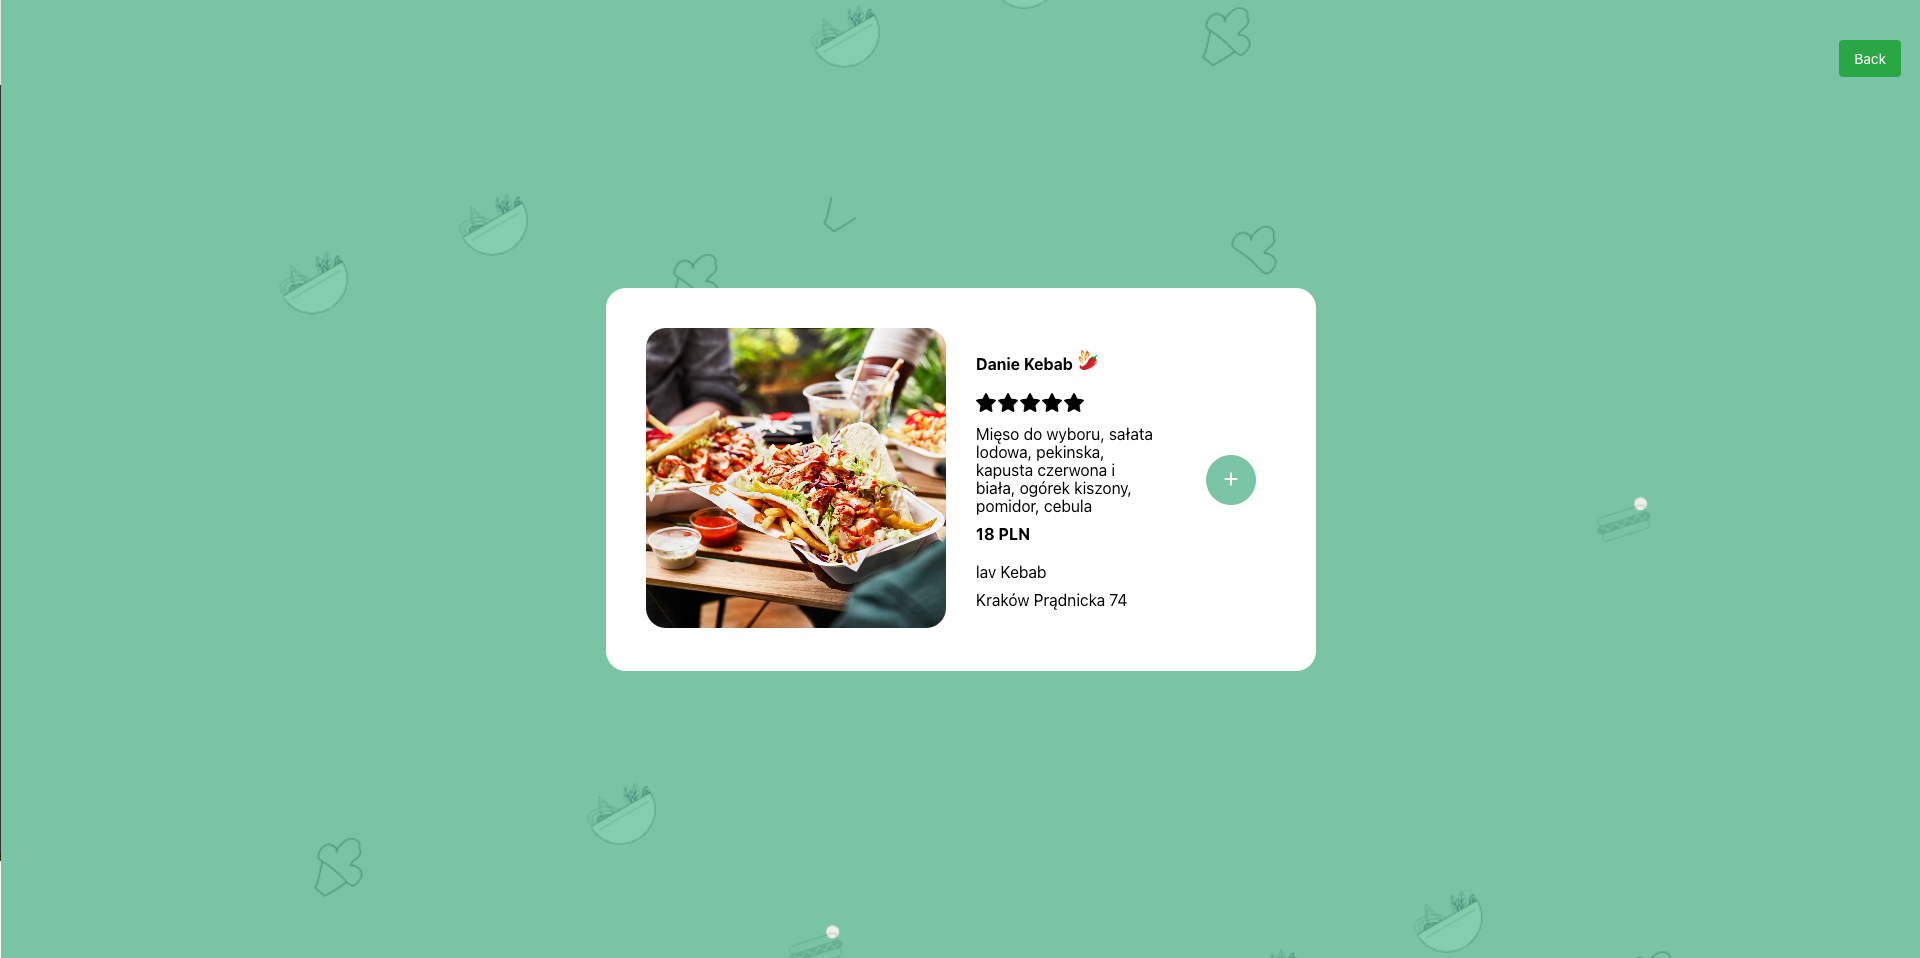 Back
Danie Kebab
Mięso do wyboru, sałata
lodowa, pekinska,
kapusta czerwona i
biała, ogórek kiszony,
pomidor, cebula
18 PLN
lav Kebab
Kraków Prądnicka 74